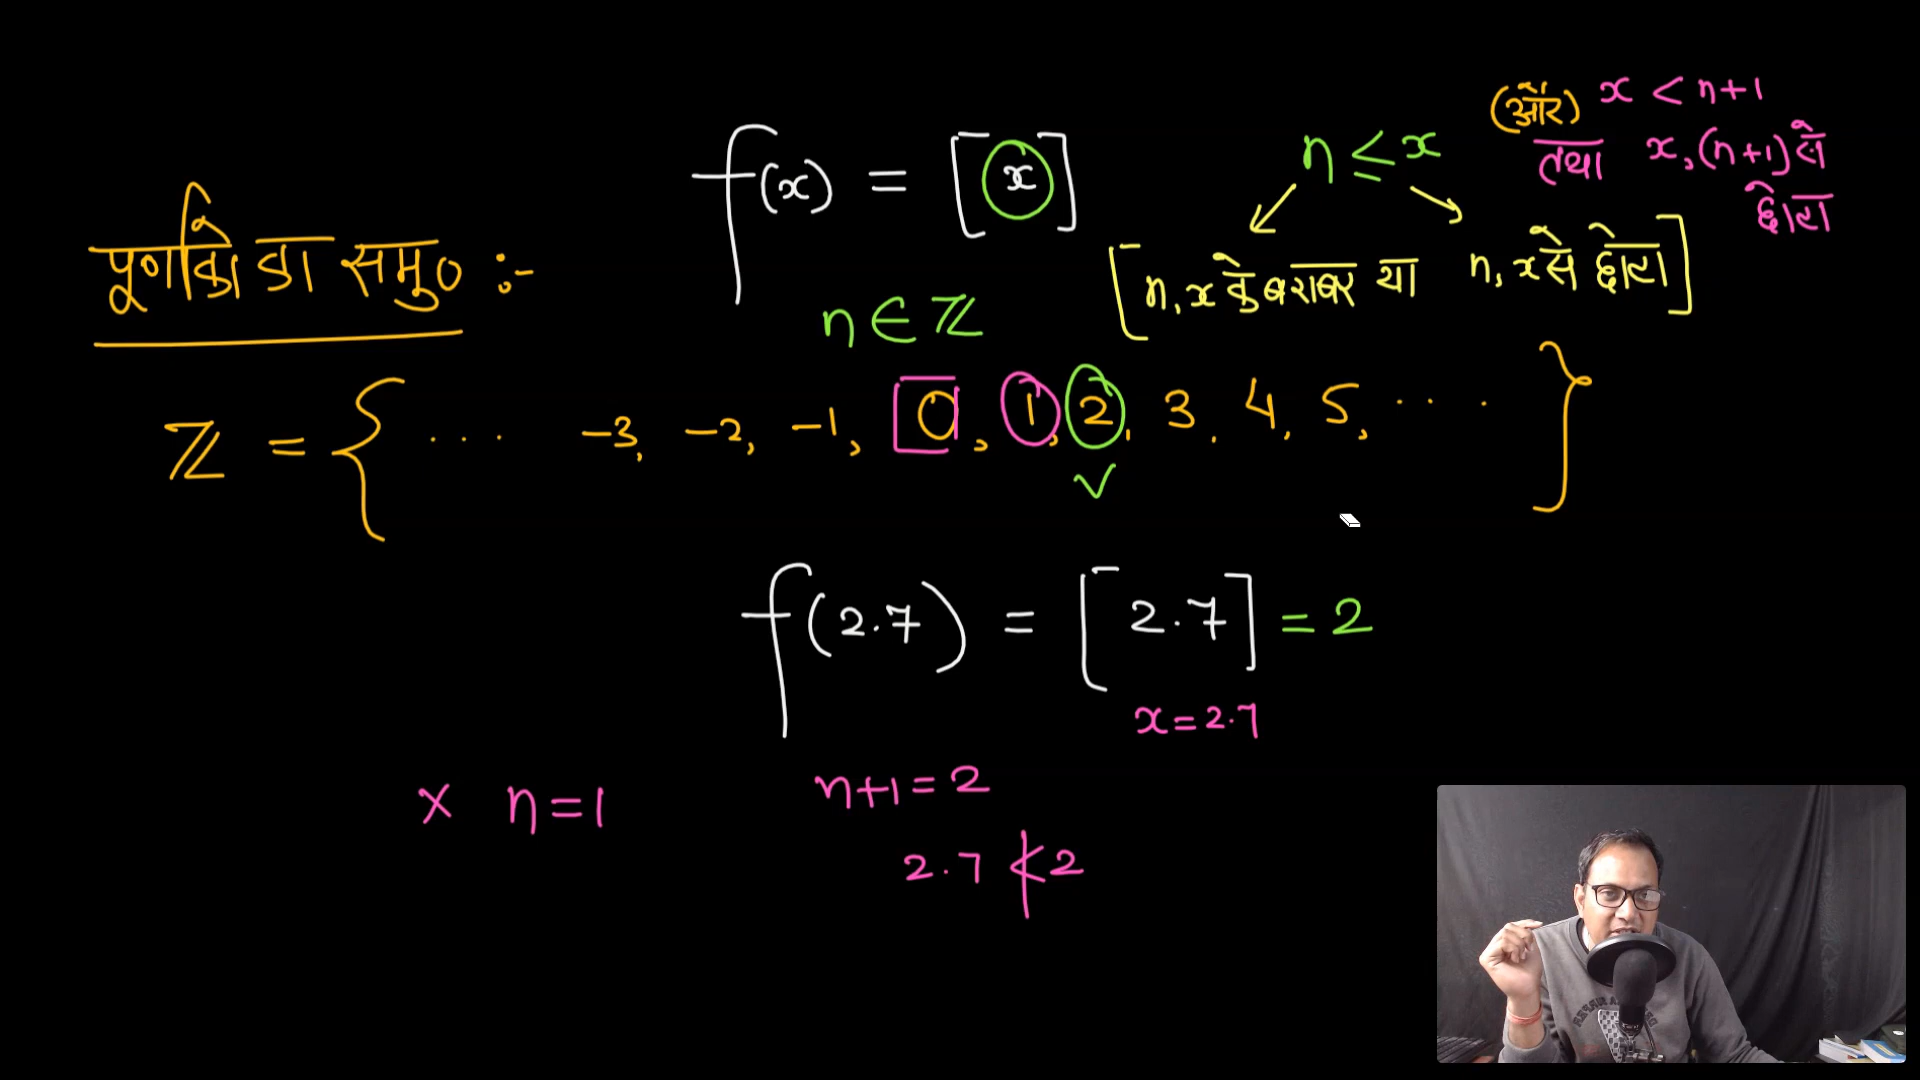 (और) x < n+1
f(x) = [x]
n ≤ x
तथा x, (n+1) से
छोटा
पूर्णांकों का समु० :-
[n, x के बराबर या n, x से छोटा]
n ∈ ℤ
ℤ = { ... -3, -2, -1, 0, 1, 2, 3, 4, 5, ... }
✓
f(2.7) = [2.7] = 2
x = 2.7
× n = 1
n+1 = 2
2.7 ≮ 2